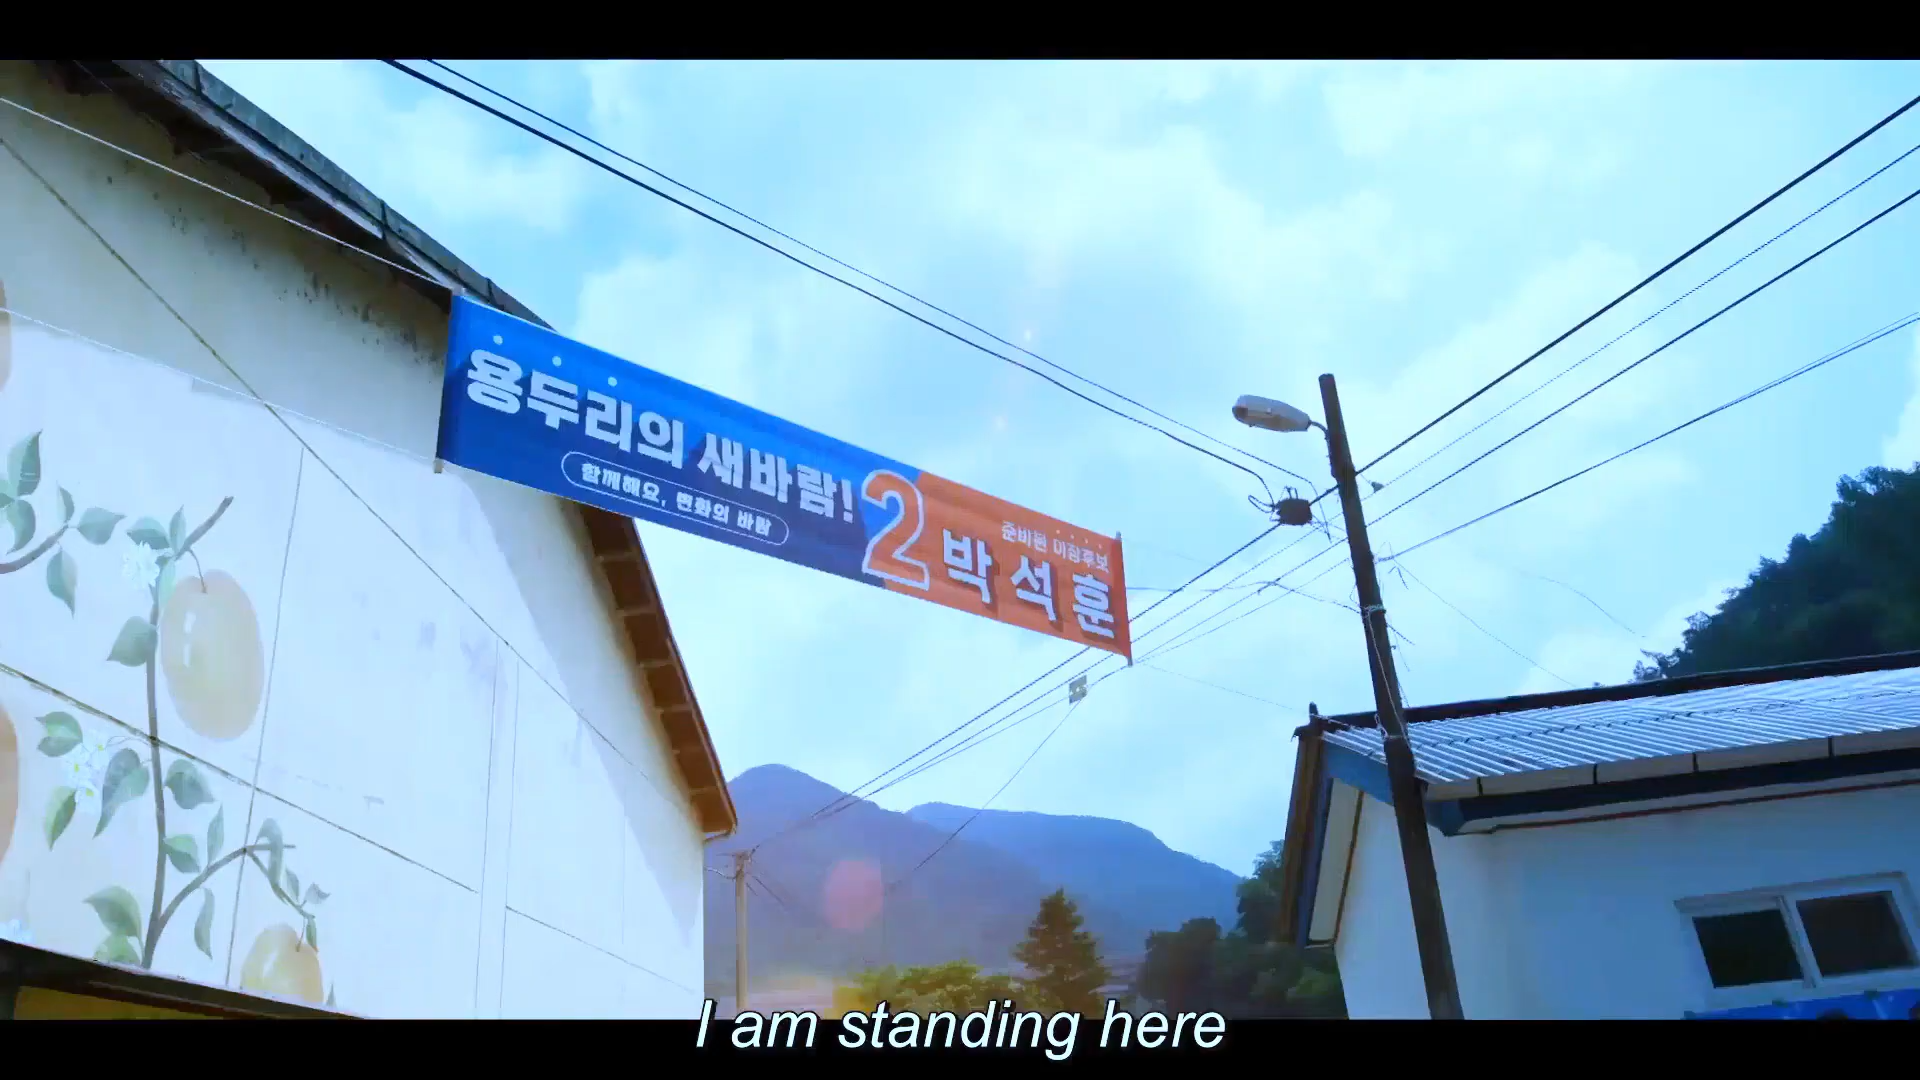 용두리의 새바람!
함께해요, 변화의 바람
2
준비된 이장후보
박석훈
I am standing here